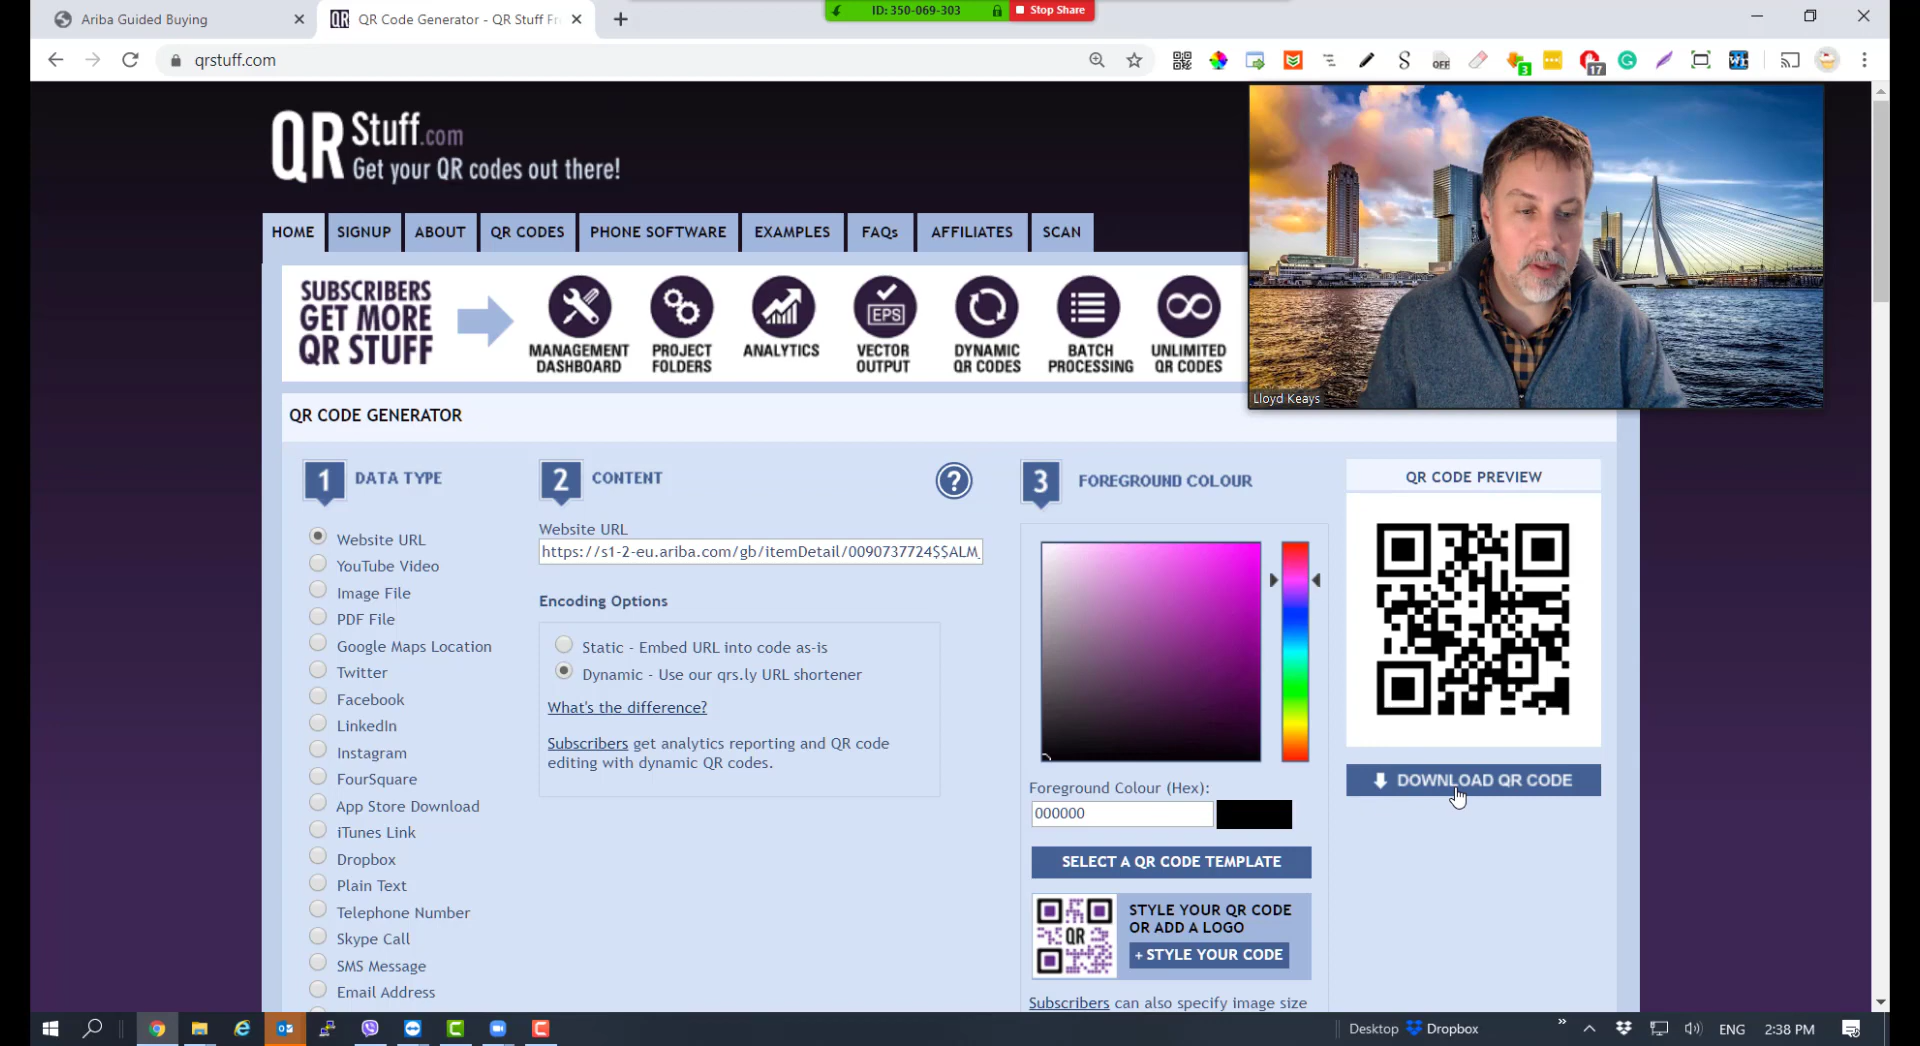 Ariba Guided Buying
QR Code Generator - QR Stuff Fr
ID: 350-069-303
Stop Share
qrstuff.com
OFF
3
17
QR Stuff.com
Get your QR codes out there!
HOME
SIGNUP
ABOUT
QR CODES
PHONE SOFTWARE
EXAMPLES
FAQs
AFFILIATES
SCAN
SUBSCRIBERS
GET MORE
QR STUFF
MANAGEMENT
DASHBOARD
PROJECT
FOLDERS
ANALYTICS
EPS
VECTOR
OUTPUT
DYNAMIC
QR CODES
BATCH
PROCESSING
UNLIMITED
QR CODES
Lloyd Keays
QR CODE GENERATOR
1 DATA TYPE
Website URL
YouTube Video
Image File
PDF File
Google Maps Location
Twitter
Facebook
LinkedIn
Instagram
FourSquare
App Store Download
iTunes Link
Dropbox
Plain Text
Telephone Number
Skype Call
SMS Message
Email Address
2 CONTENT
?
Website URL
https://s1-2-eu.ariba.com/gb/itemDetail/0090737724$$ALM_
Encoding Options
Static - Embed URL into code as-is
Dynamic - Use our qrs.ly URL shortener
What's the difference?
Subscribers get analytics reporting and QR code
editing with dynamic QR codes.
3 FOREGROUND COLOUR
Foreground Colour (Hex):
000000
SELECT A QR CODE TEMPLATE
QR
STYLE YOUR QR CODE
OR ADD A LOGO
+ STYLE YOUR CODE
Subscribers can also specify image size
QR CODE PREVIEW
DOWNLOAD QR CODE
Desktop
Dropbox
ENG
2:38 PM